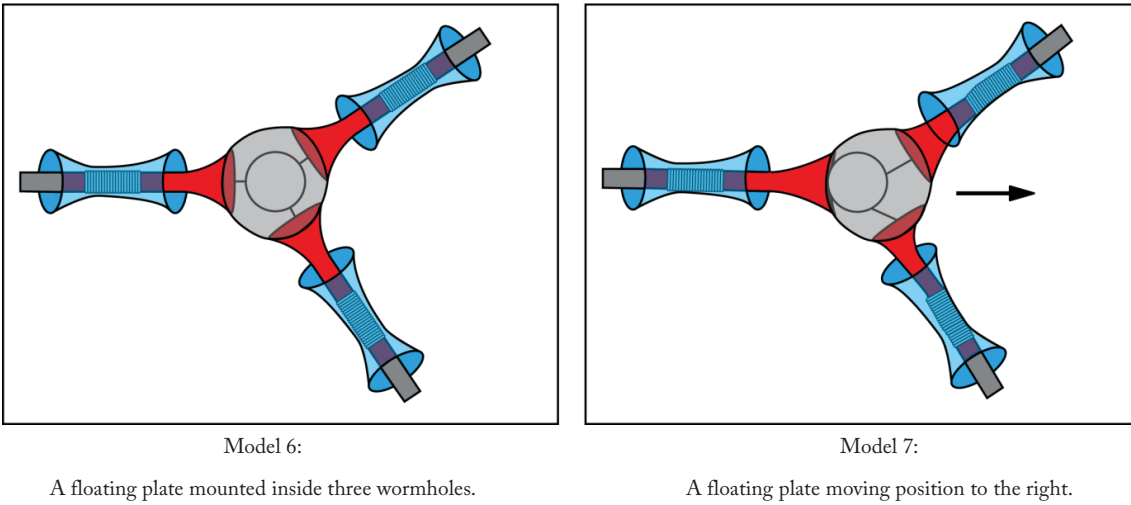 Model 6:
A floating plate mounted inside three wormholes.
Model 7:
A floating plate moving position to the right.